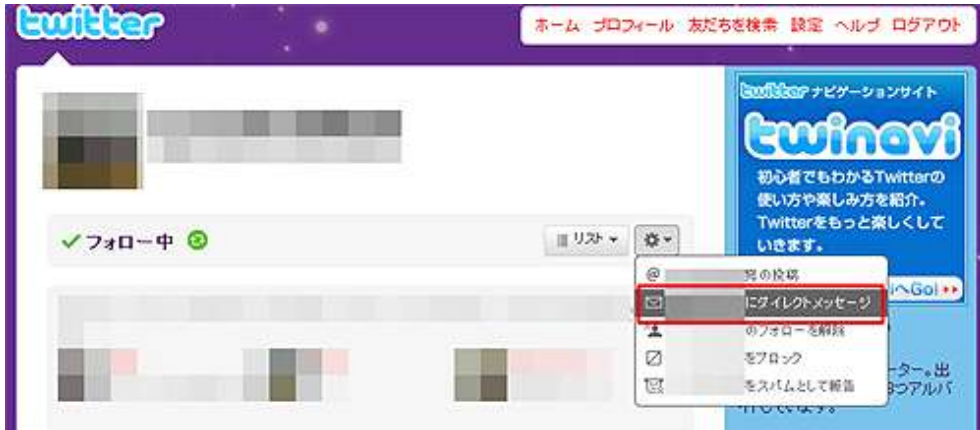 twitter
ホーム プロフィール 友だちを検索 設定 ヘルプ ログアウト
twitter ナビゲーションサイト
twinavi
初心者でもわかるTwitterの
使い方や楽しみ方を紹介。
Twitterをもっと楽しくして
いきます。
へGo!
フォロー中
リスト
@ 宛の投稿
にダイレクトメッセージ
のフォローを解除
をブロック
をスパムとして報告
ーター。出
つアルバ